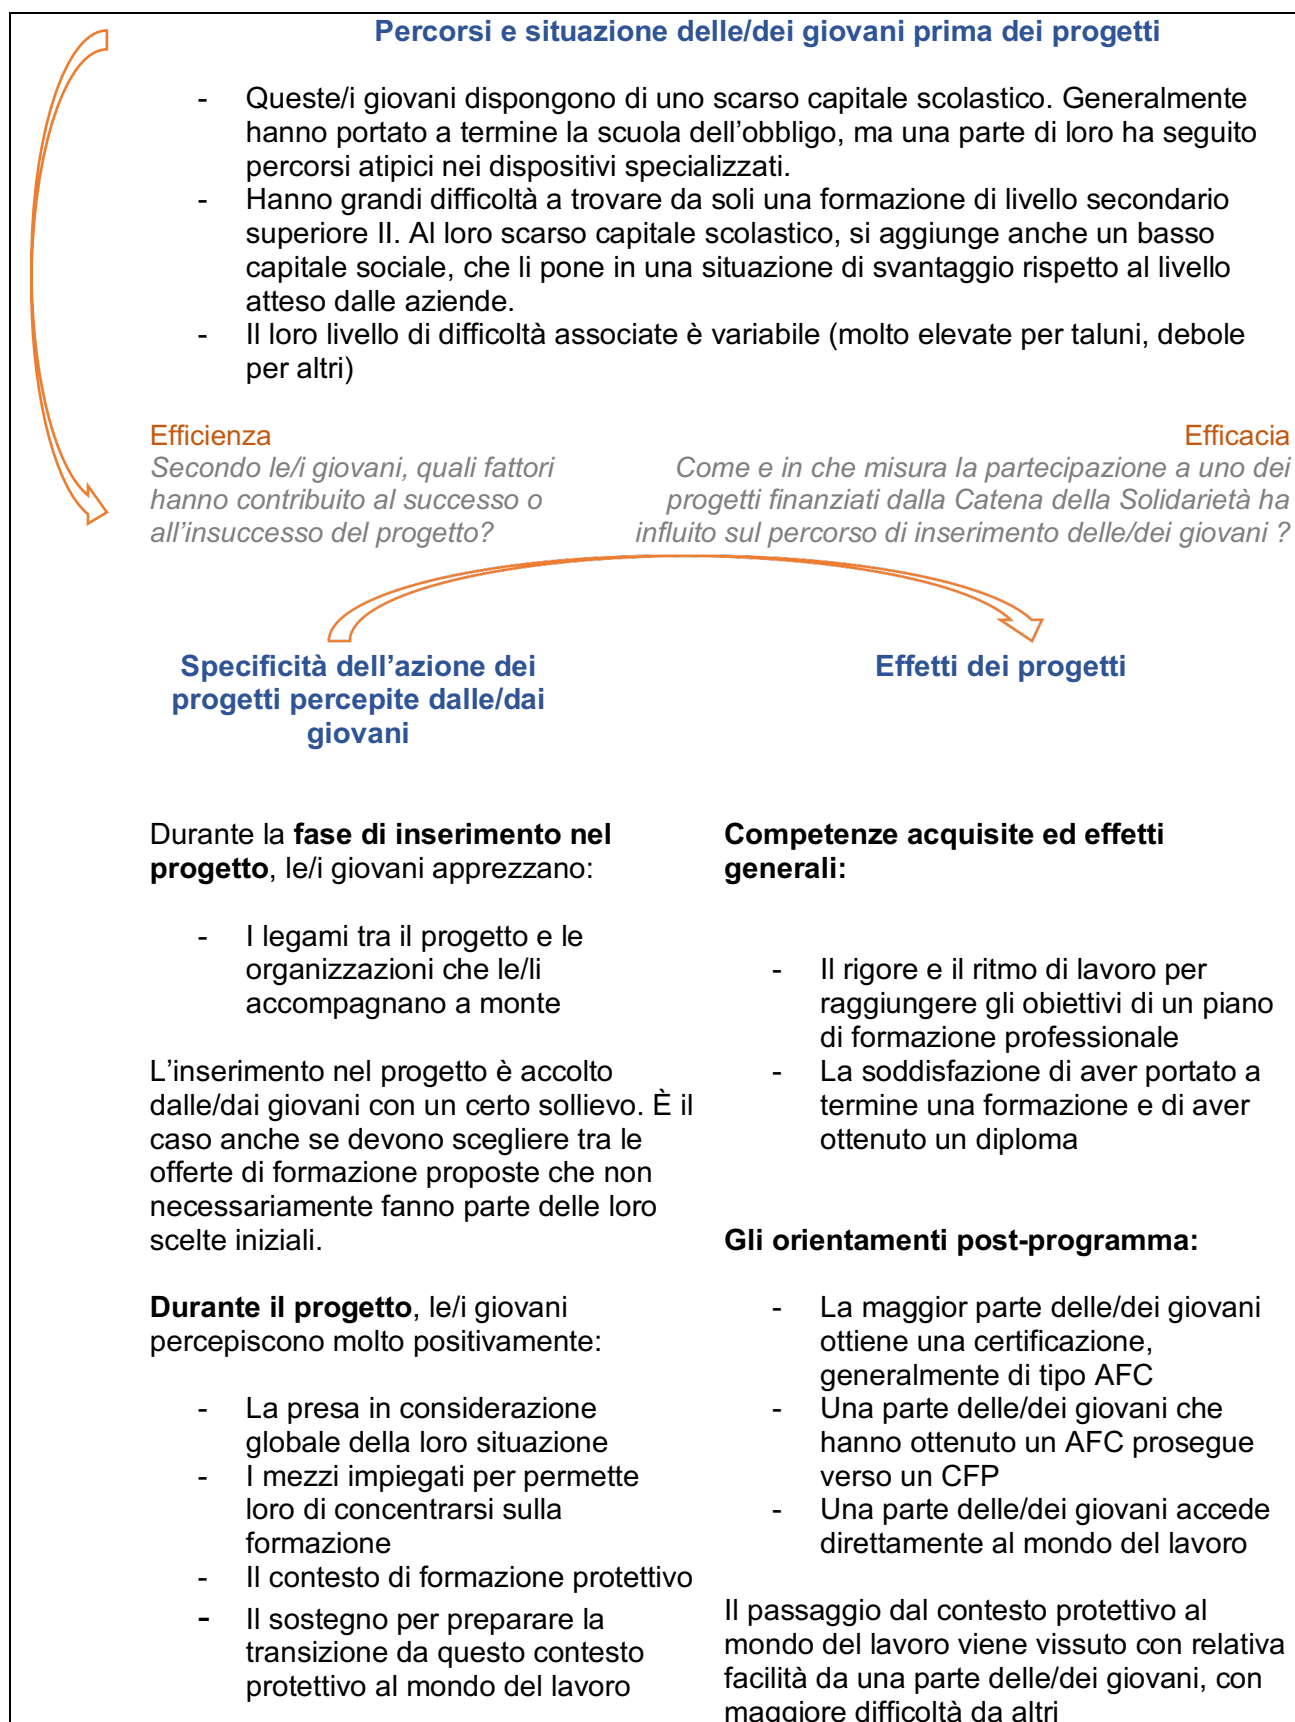 Percorsi e situazione delle/dei giovani prima dei progetti
- Queste/i giovani dispongono di uno scarso capitale scolastico. Generalmente
hanno portato a termine la scuola dell’obbligo, ma una parte di loro ha seguito
percorsi atipici nei dispositivi specializzati.
- Hanno grandi difficoltà a trovare da soli una formazione di livello secondario
superiore II. Al loro scarso capitale scolastico, si aggiunge anche un basso
capitale sociale, che li pone in una situazione di svantaggio rispetto al livello
atteso dalle aziende.
- Il loro livello di difficoltà associate è variabile (molto elevate per taluni, debole
per altri)
Efficienza
Secondo le/i giovani, quali fattori
hanno contribuito al successo o
all’insuccesso del progetto?
Efficacia
Come e in che misura la partecipazione a uno dei
progetti finanziati dalla Catena della Solidarietà ha
influito sul percorso di inserimento delle/dei giovani ?
Specificità dell’azione dei
progetti percepite dalle/dai
giovani
Durante la fase di inserimento nel
progetto, le/i giovani apprezzano:
- I legami tra il progetto e le
organizzazioni che le/li
accompagnano a monte
L’inserimento nel progetto è accolto
dalle/dai giovani con un certo sollievo. È il
caso anche se devono scegliere tra le
offerte di formazione proposte che non
necessariamente fanno parte delle loro
scelte iniziali.
Durante il progetto, le/i giovani
percepiscono molto positivamente:
- La presa in considerazione
globale della loro situazione
- I mezzi impiegati per permette
loro di concentrarsi sulla
formazione
- Il contesto di formazione protettivo
- Il sostegno per preparare la
transizione da questo contesto
protettivo al mondo del lavoro
Effetti dei progetti
Competenze acquisite ed effetti
generali:
- Il rigore e il ritmo di lavoro per
raggiungere gli obiettivi di un piano
di formazione professionale
- La soddisfazione di aver portato a
termine una formazione e di aver
ottenuto un diploma
Gli orientamenti post-programma:
- La maggior parte delle/dei giovani
ottiene una certificazione,
generalmente di tipo AFC
- Una parte delle/dei giovani che
hanno ottenuto un AFC prosegue
verso un CFP
- Una parte delle/dei giovani accede
direttamente al mondo del lavoro
Il passaggio dal contesto protettivo al
mondo del lavoro viene vissuto con relativa
facilità da una parte delle/dei giovani, con
maggiore difficoltà da altri